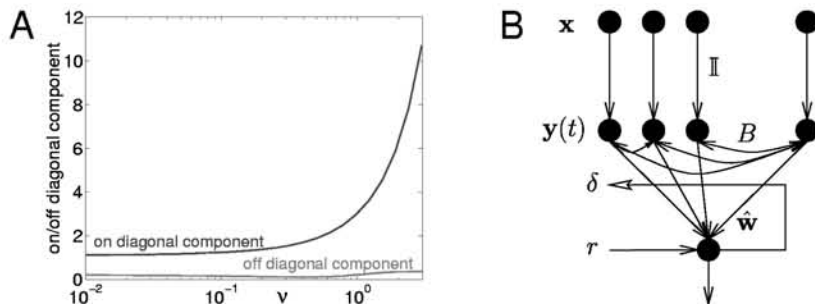 A
on/off diagonal component
12
10
8
6
4
2
0
on diagonal component
off diagonal component
10⁻²
10⁻¹
ν
10⁰
B
x
𝕀
y(t)
B
δ
ŵ
r